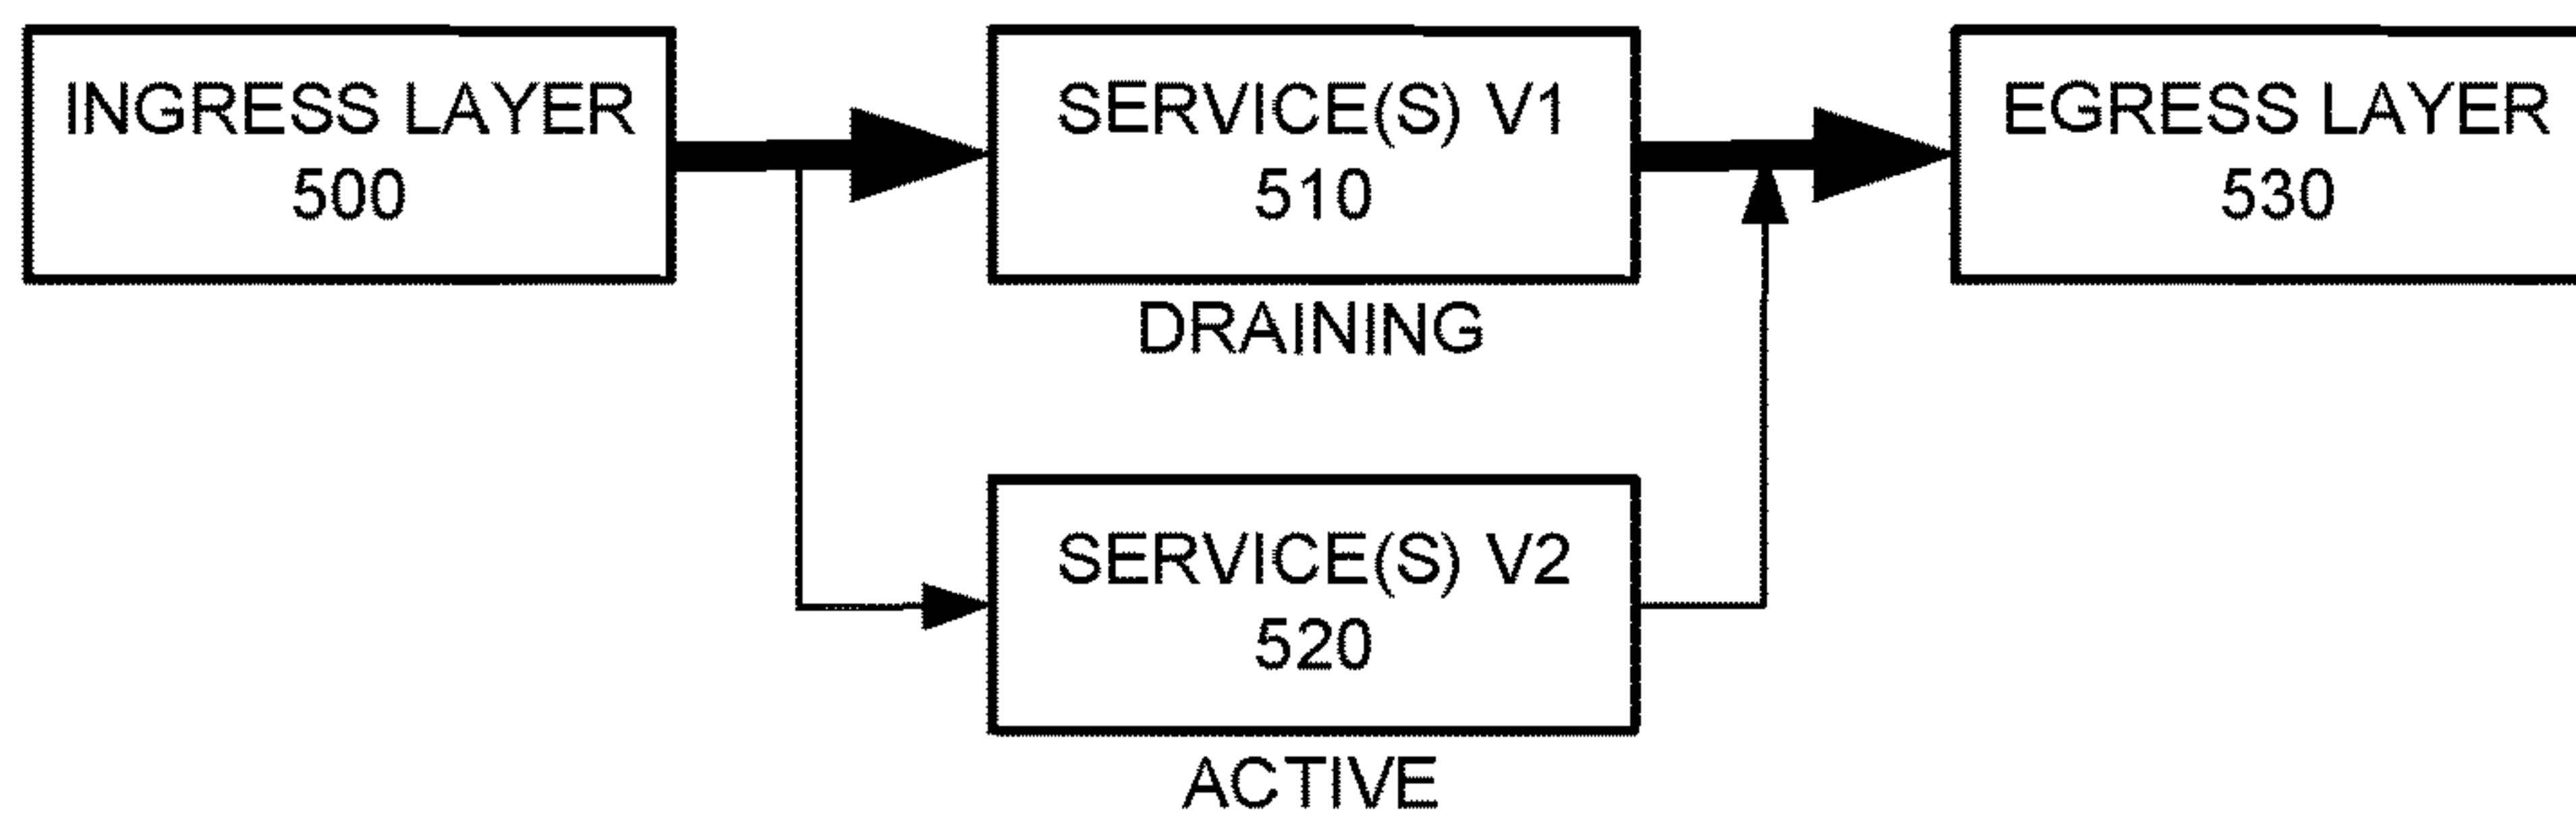 INGRESS LAYER
500
SERVICE(S) V1
510
DRAINING
EGRESS LAYER
530
SERVICE(S) V2
520
ACTIVE